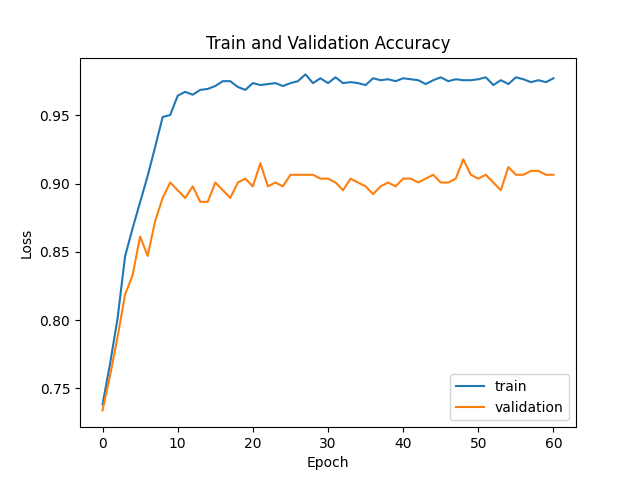 Train and Validation Accuracy
Loss
0.95
0.90
0.85
0.80
0.75
0 10 20 30 40 50 60
Epoch
train
validation